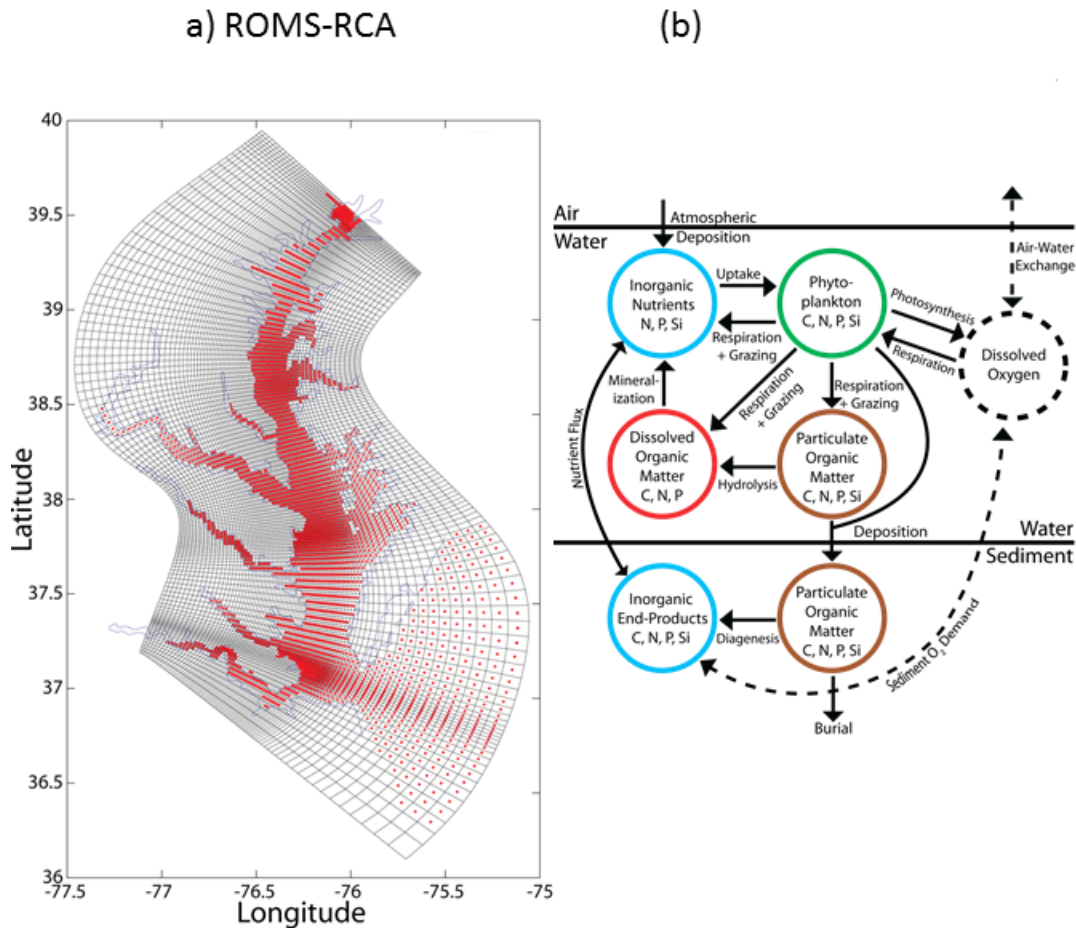 a) ROMS-RCA
(b)
40
39.5
39
38.5
38
37.5
37
36.5
36
Latitude
-77.5
-77
-76.5
-76
-75.5
-75
Longitude
Air
Water
Atmospheric
Deposition
Air-Water
Exchange
Inorganic
Nutrients
N, P, Si
Uptake
Phyto-
plankton
C, N, P, Si
Photosynthesis
Respiration
Dissolved
Oxygen
Respiration
+ Grazing
Mineral-
ization
Respiration
+ Grazing
Respiration
+ Grazing
Nutrient Flux
Dissolved
Organic
Matter
C, N, P
Hydrolysis
Particulate
Organic
Matter
C, N, P, Si
Deposition
Water
Sediment
Inorganic
End-Products
C, N, P, Si
Diagenesis
Particulate
Organic
Matter
C, N, P, Si
Sediment O2 Demand
Burial